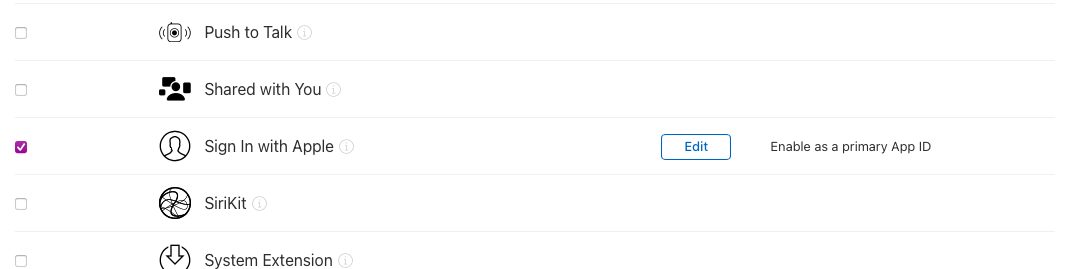 Push to Talk
Shared with You
Sign In with Apple Edit Enable as a primary App ID
SiriKit
System Extension